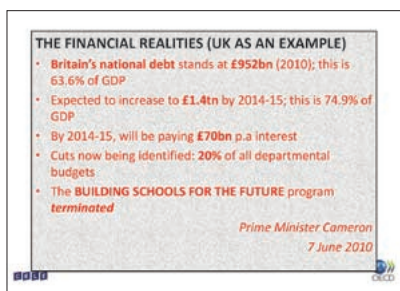 THE FINANCIAL REALITIES (UK AS AN EXAMPLE)
• Britain's national debt stands at £952bn (2010); this is
63.6% of GDP
• Expected to increase to £1.4tn by 2014-15; this is 74.9% of
GDP
• By 2014-15, will be paying £70bn p.a interest
• Cuts now being identified: 20% of all departmental
budgets
• The BUILDING SCHOOLS FOR THE FUTURE program
terminated
Prime Minister Cameron
7 June 2010
OECD